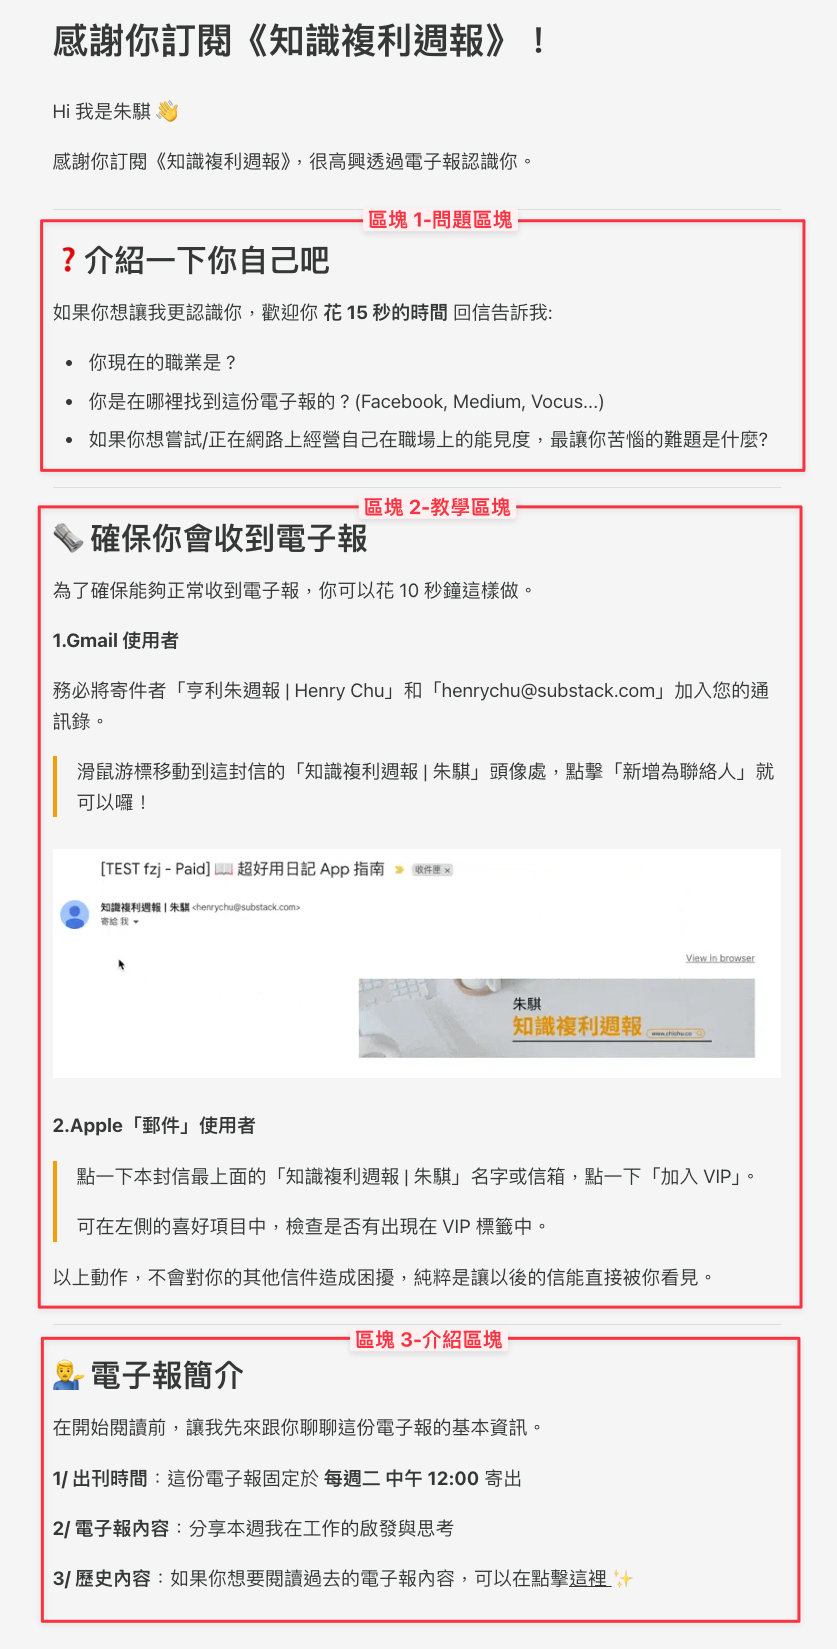 感謝你訂閱《知識複利週報》！
Hi 我是朱騏 👋
感謝你訂閱《知識複利週報》，很高興透過電子報認識你。
區塊 1-問題區塊
❓介紹一下你自己吧
如果你想讓我更認識你，歡迎你 花 15 秒的時間 回信告訴我:
• 你現在的職業是？
• 你是在哪裡找到這份電子報的？(Facebook, Medium, Vocus...)
• 如果你想嘗試/正在網路上經營自己在職場上的能見度，最讓你苦惱的難題是什麼?
區塊 2-教學區塊
🗞️ 確保你會收到電子報
為了確保能夠正常收到電子報，你可以花 10 秒鐘這樣做。
1.Gmail 使用者
務必將寄件者「亨利朱週報 | Henry Chu」和「henrychu@substack.com」加入您的通
訊錄。
滑鼠游標移動到這封信的「知識複利週報 | 朱騏」頭像處，點擊「新增為聯絡人」就
可以囉！
[TEST fzj - Paid] 📖 超好用日記 App 指南 收件匣 ×
知識複利週報 | 朱騏 <henrychu@substack.com>
寄給 我
View in browser
朱騏
知識複利週報 www.chichu.co
2.Apple「郵件」使用者
點一下本封信最上面的「知識複利週報 | 朱騏」名字或信箱，點一下「加入 VIP」。
可在左側的喜好項目中，檢查是否有出現在 VIP 標籤中。
以上動作，不會對你的其他信件造成困擾，純粹是讓以後的信能直接被你看見。
區塊 3-介紹區塊
💁‍♂️ 電子報簡介
在開始閱讀前，讓我先來跟你聊聊這份電子報的基本資訊。
1/ 出刊時間：這份電子報固定於 每週二 中午 12:00 寄出
2/ 電子報內容：分享本週我在工作的啟發與思考
3/ 歷史內容：如果你想要閱讀過去的電子報內容，可以在點擊這裡 ✨